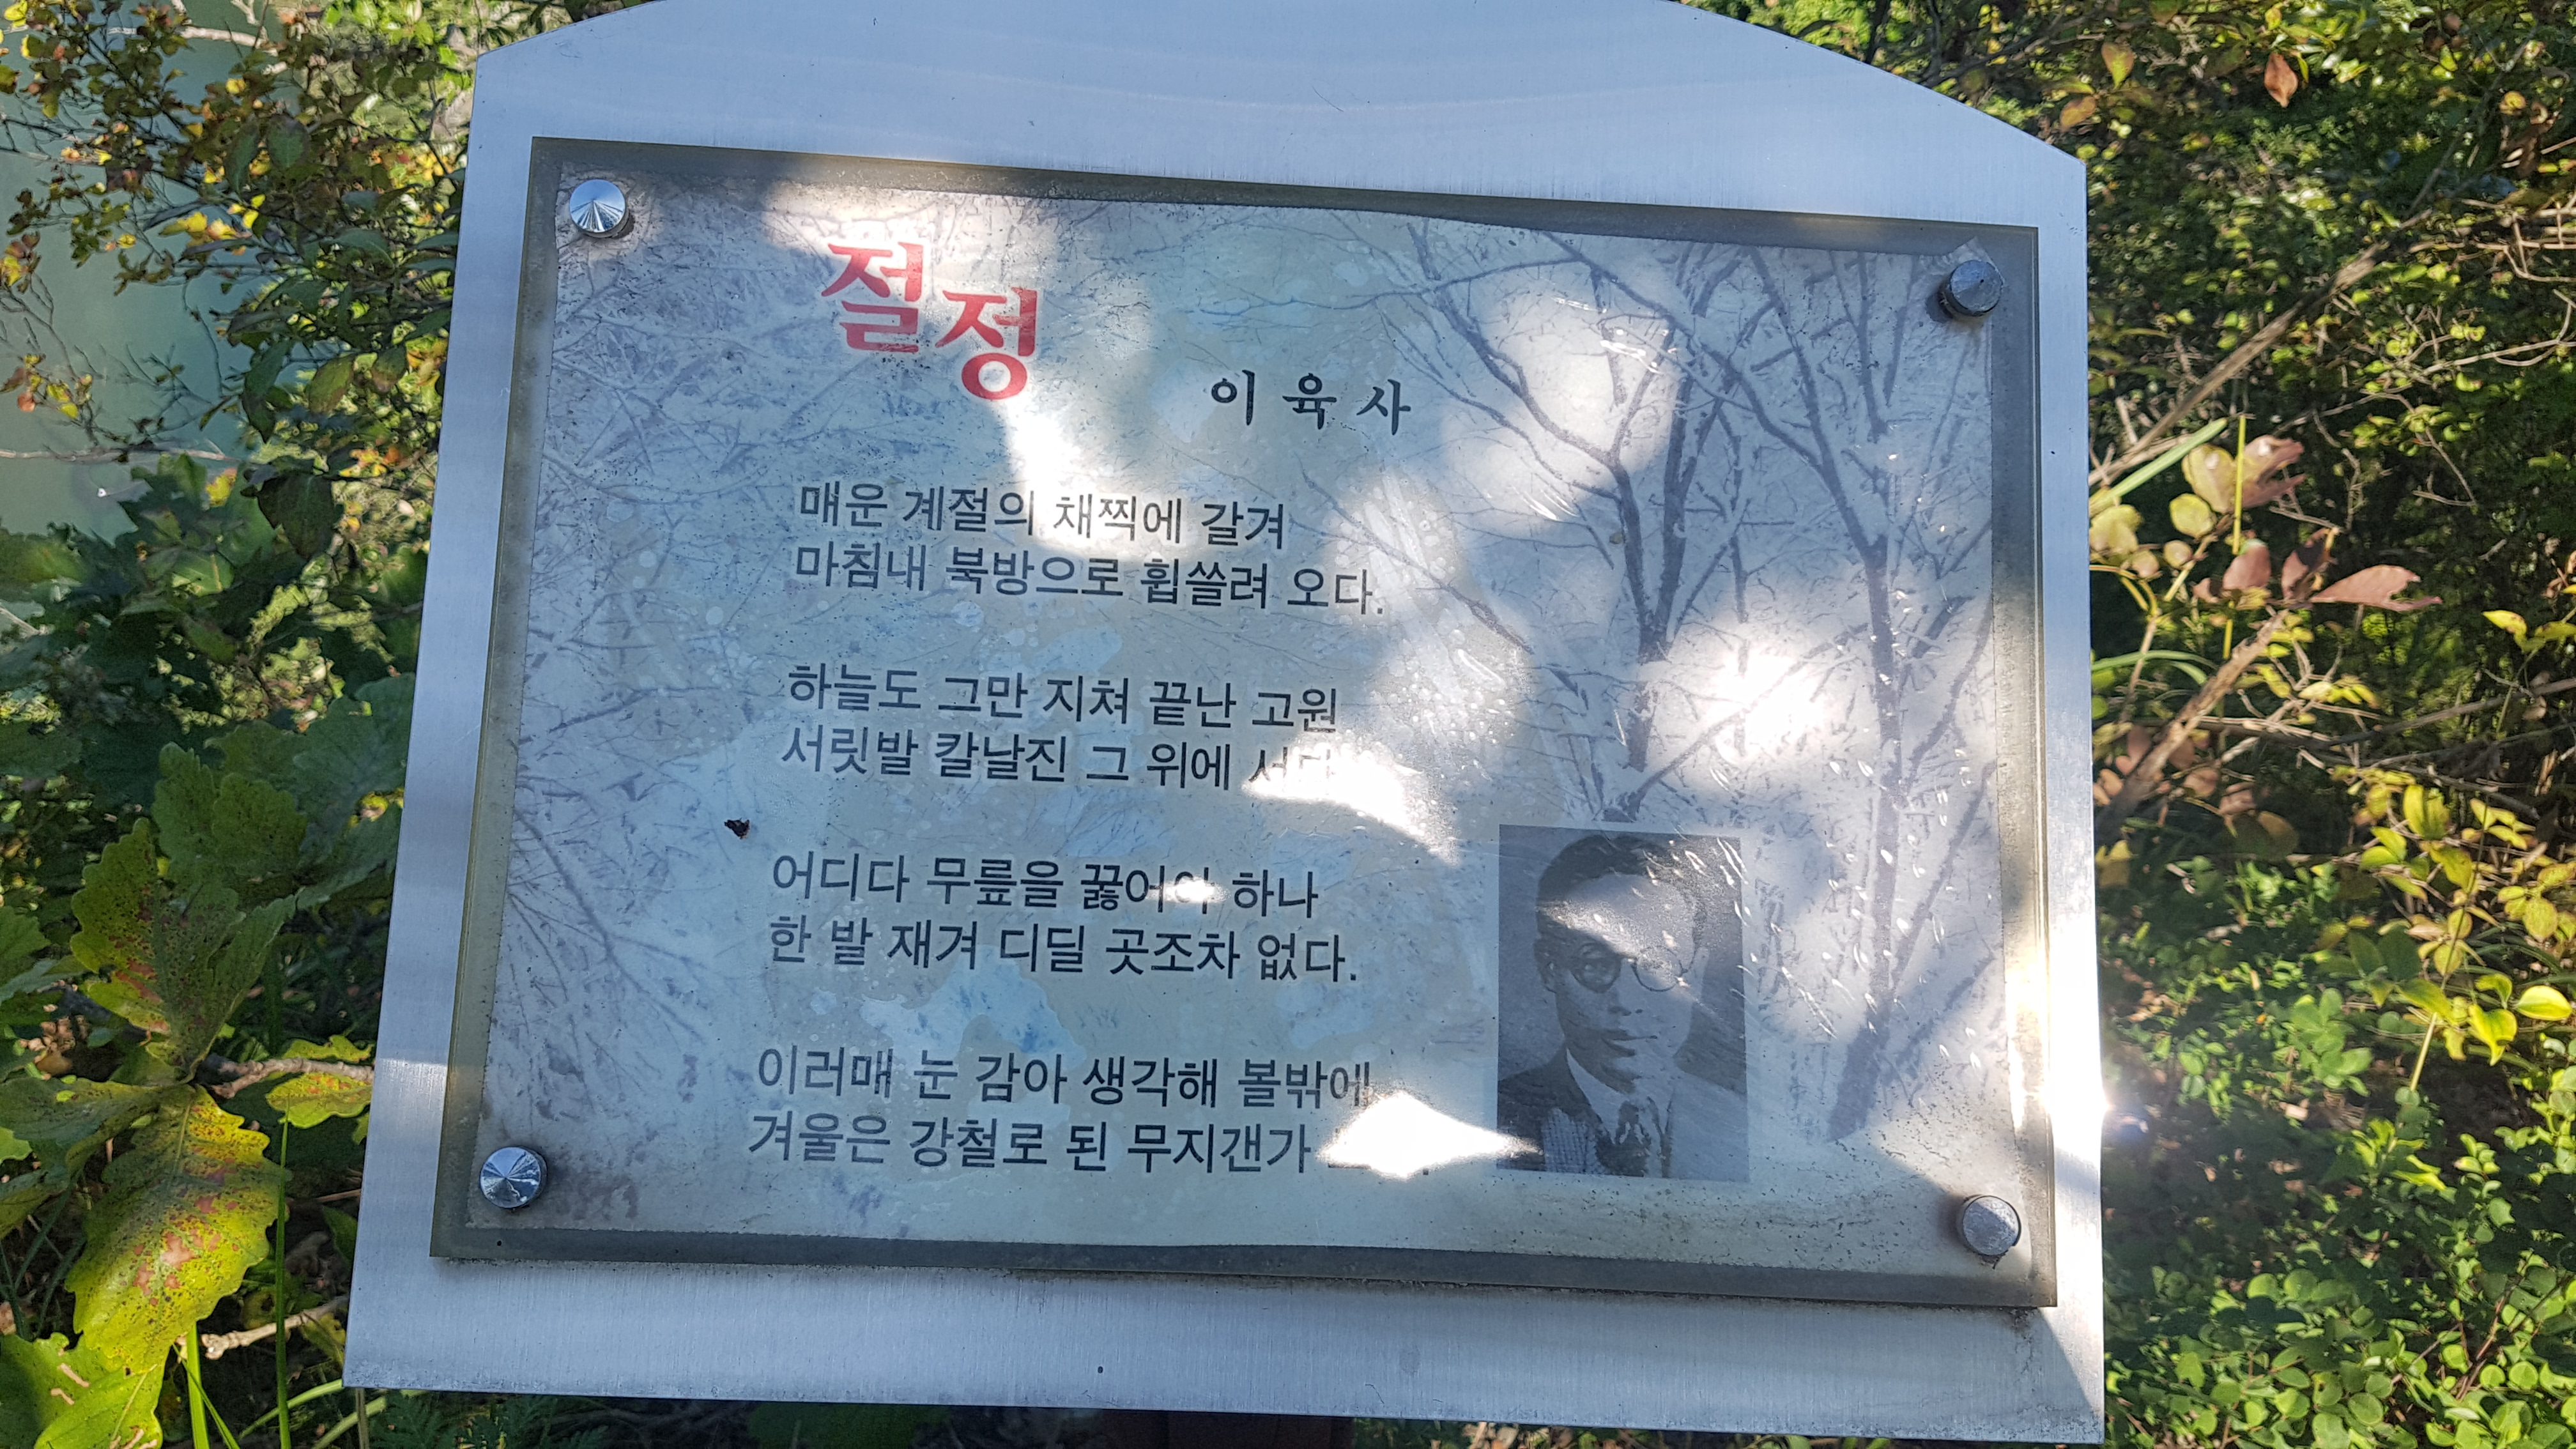 절정
이육사
매운 계절의 채찍에 갈겨
마침내 북방으로 휩쓸려 오다.
하늘도 그만 지쳐 끝난 고원
서릿발 칼날진 그 위에 서다
어디다 무릎을 꿇어야 하나
한 발 재겨 디딜 곳조차 없다.
이러매 눈 감아 생각해 볼밖에
겨울은 강철로 된 무지갠가